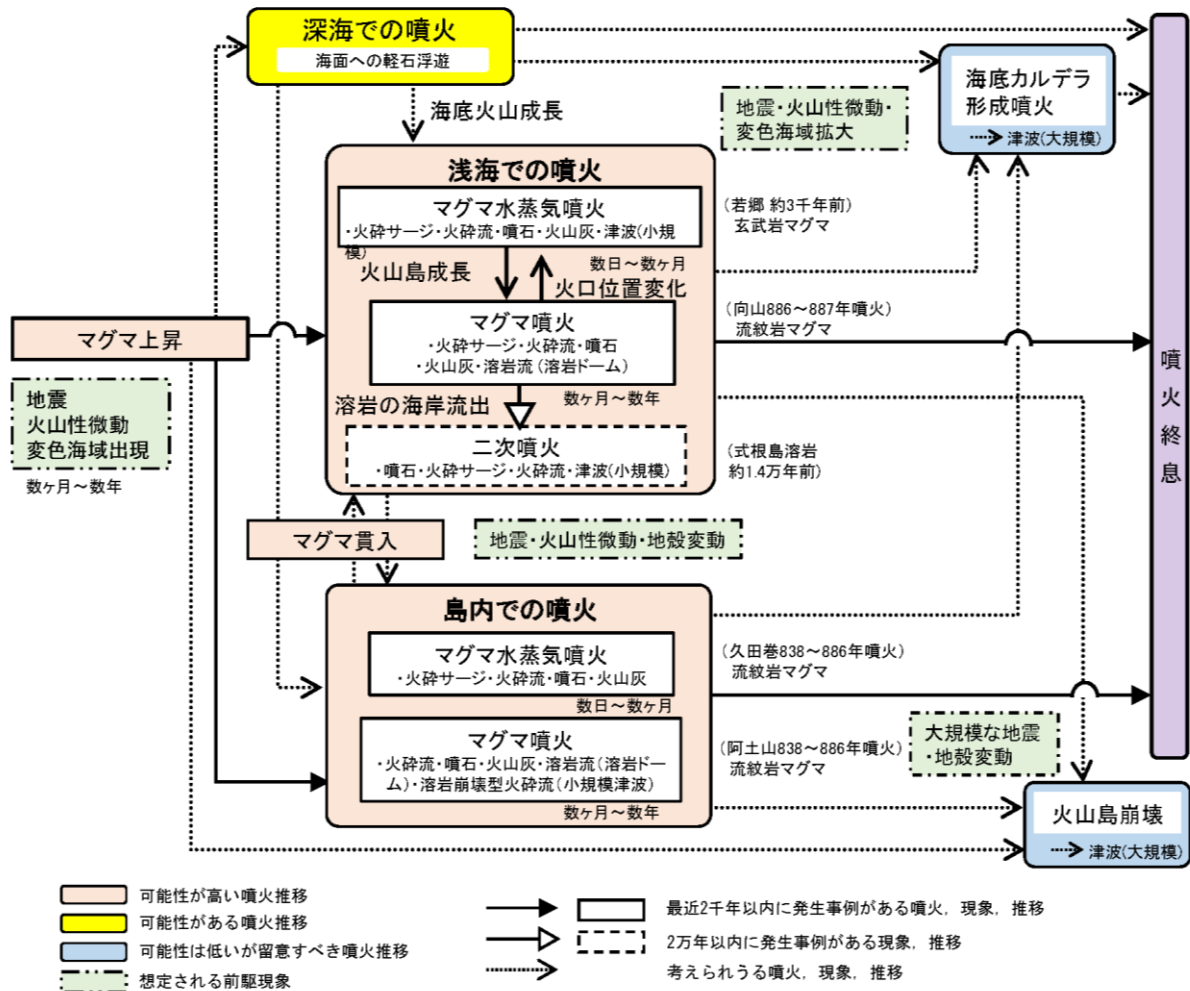 深海での噴火
海面への軽石浮遊
海底火山成長
海底カルデラ
形成噴火
津波(大規模)
地震・火山性微動・
変色海域拡大
浅海での噴火
マグマ水蒸気噴火
・火砕サージ・火砕流・噴石・火山灰・津波(小規
模)
火山島成長
数日～数ヶ月
火口位置変化
マグマ噴火
・火砕サージ・火砕流・噴石
・火山灰・溶岩流(溶岩ドーム)
数ヶ月～数年
溶岩の海岸流出
二次噴火
・噴石・火砕サージ・火砕流・津波(小規模)
(若郷 約3千年前)
玄武岩マグマ
(向山886～887年噴火)
流紋岩マグマ
(式根島溶岩
約1.4万年前)
マグマ上昇
地震
火山性微動
変色海域出現
数ヶ月～数年
噴火終息
マグマ貫入
地震・火山性微動・地殻変動
島内での噴火
マグマ水蒸気噴火
・火砕サージ・火砕流・噴石・火山灰
数日～数ヶ月
マグマ噴火
・火砕流・噴石・火山灰・溶岩流(溶岩ドー
ム)・溶岩崩壊型火砕流(小規模津波)
数ヶ月～数年
(久田巻838～886年噴火)
流紋岩マグマ
(阿土山838～886年噴火)
流紋岩マグマ
大規模な地震
・地殻変動
火山島崩壊
津波(大規模)
可能性が高い噴火推移
可能性がある噴火推移
可能性は低いが留意すべき噴火推移
想定される前駆現象
最近2千年以内に発生事例がある噴火，現象，推移
2万年以内に発生事例がある現象，推移
考えられうる噴火，現象，推移